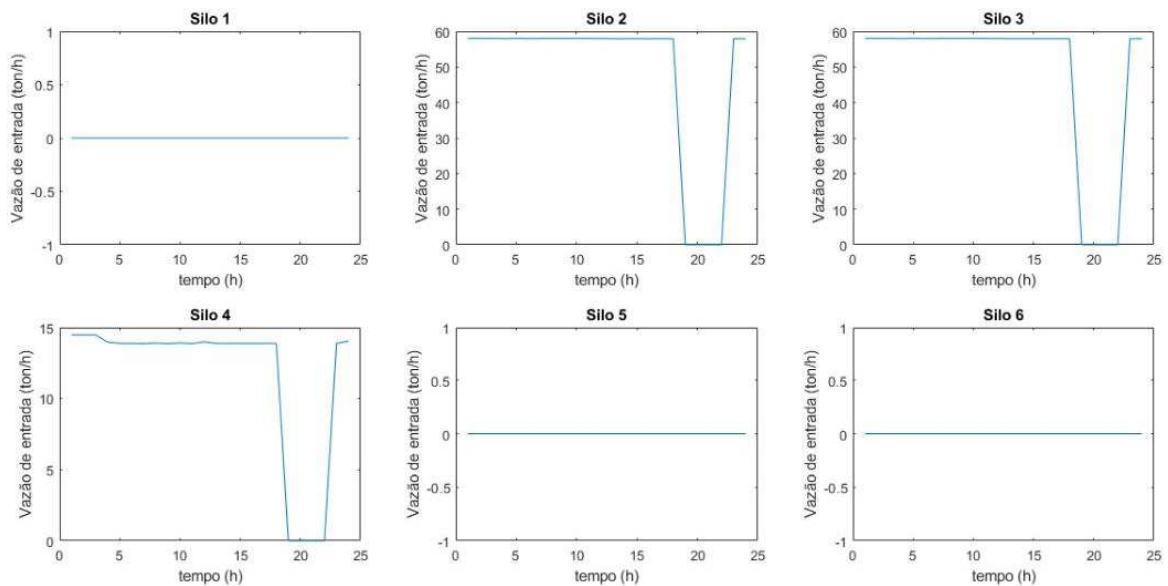 Silo 1
Vazão de entrada (ton/h)
1
0.5
0
-0.5
-1
0 5 10 15 20 25
tempo (h)
Silo 2
Vazão de entrada (ton/h)
60
50
40
30
20
10
0
0 5 10 15 20 25
tempo (h)
Silo 3
Vazão de entrada (ton/h)
60
50
40
30
20
10
0
0 5 10 15 20 25
tempo (h)
Silo 4
Vazão de entrada (ton/h)
15
10
5
0
0 5 10 15 20 25
tempo (h)
Silo 5
Vazão de entrada (ton/h)
1
0.5
0
-0.5
-1
0 5 10 15 20 25
tempo (h)
Silo 6
Vazão de entrada (ton/h)
1
0.5
0
-0.5
-1
0 5 10 15 20 25
tempo (h)